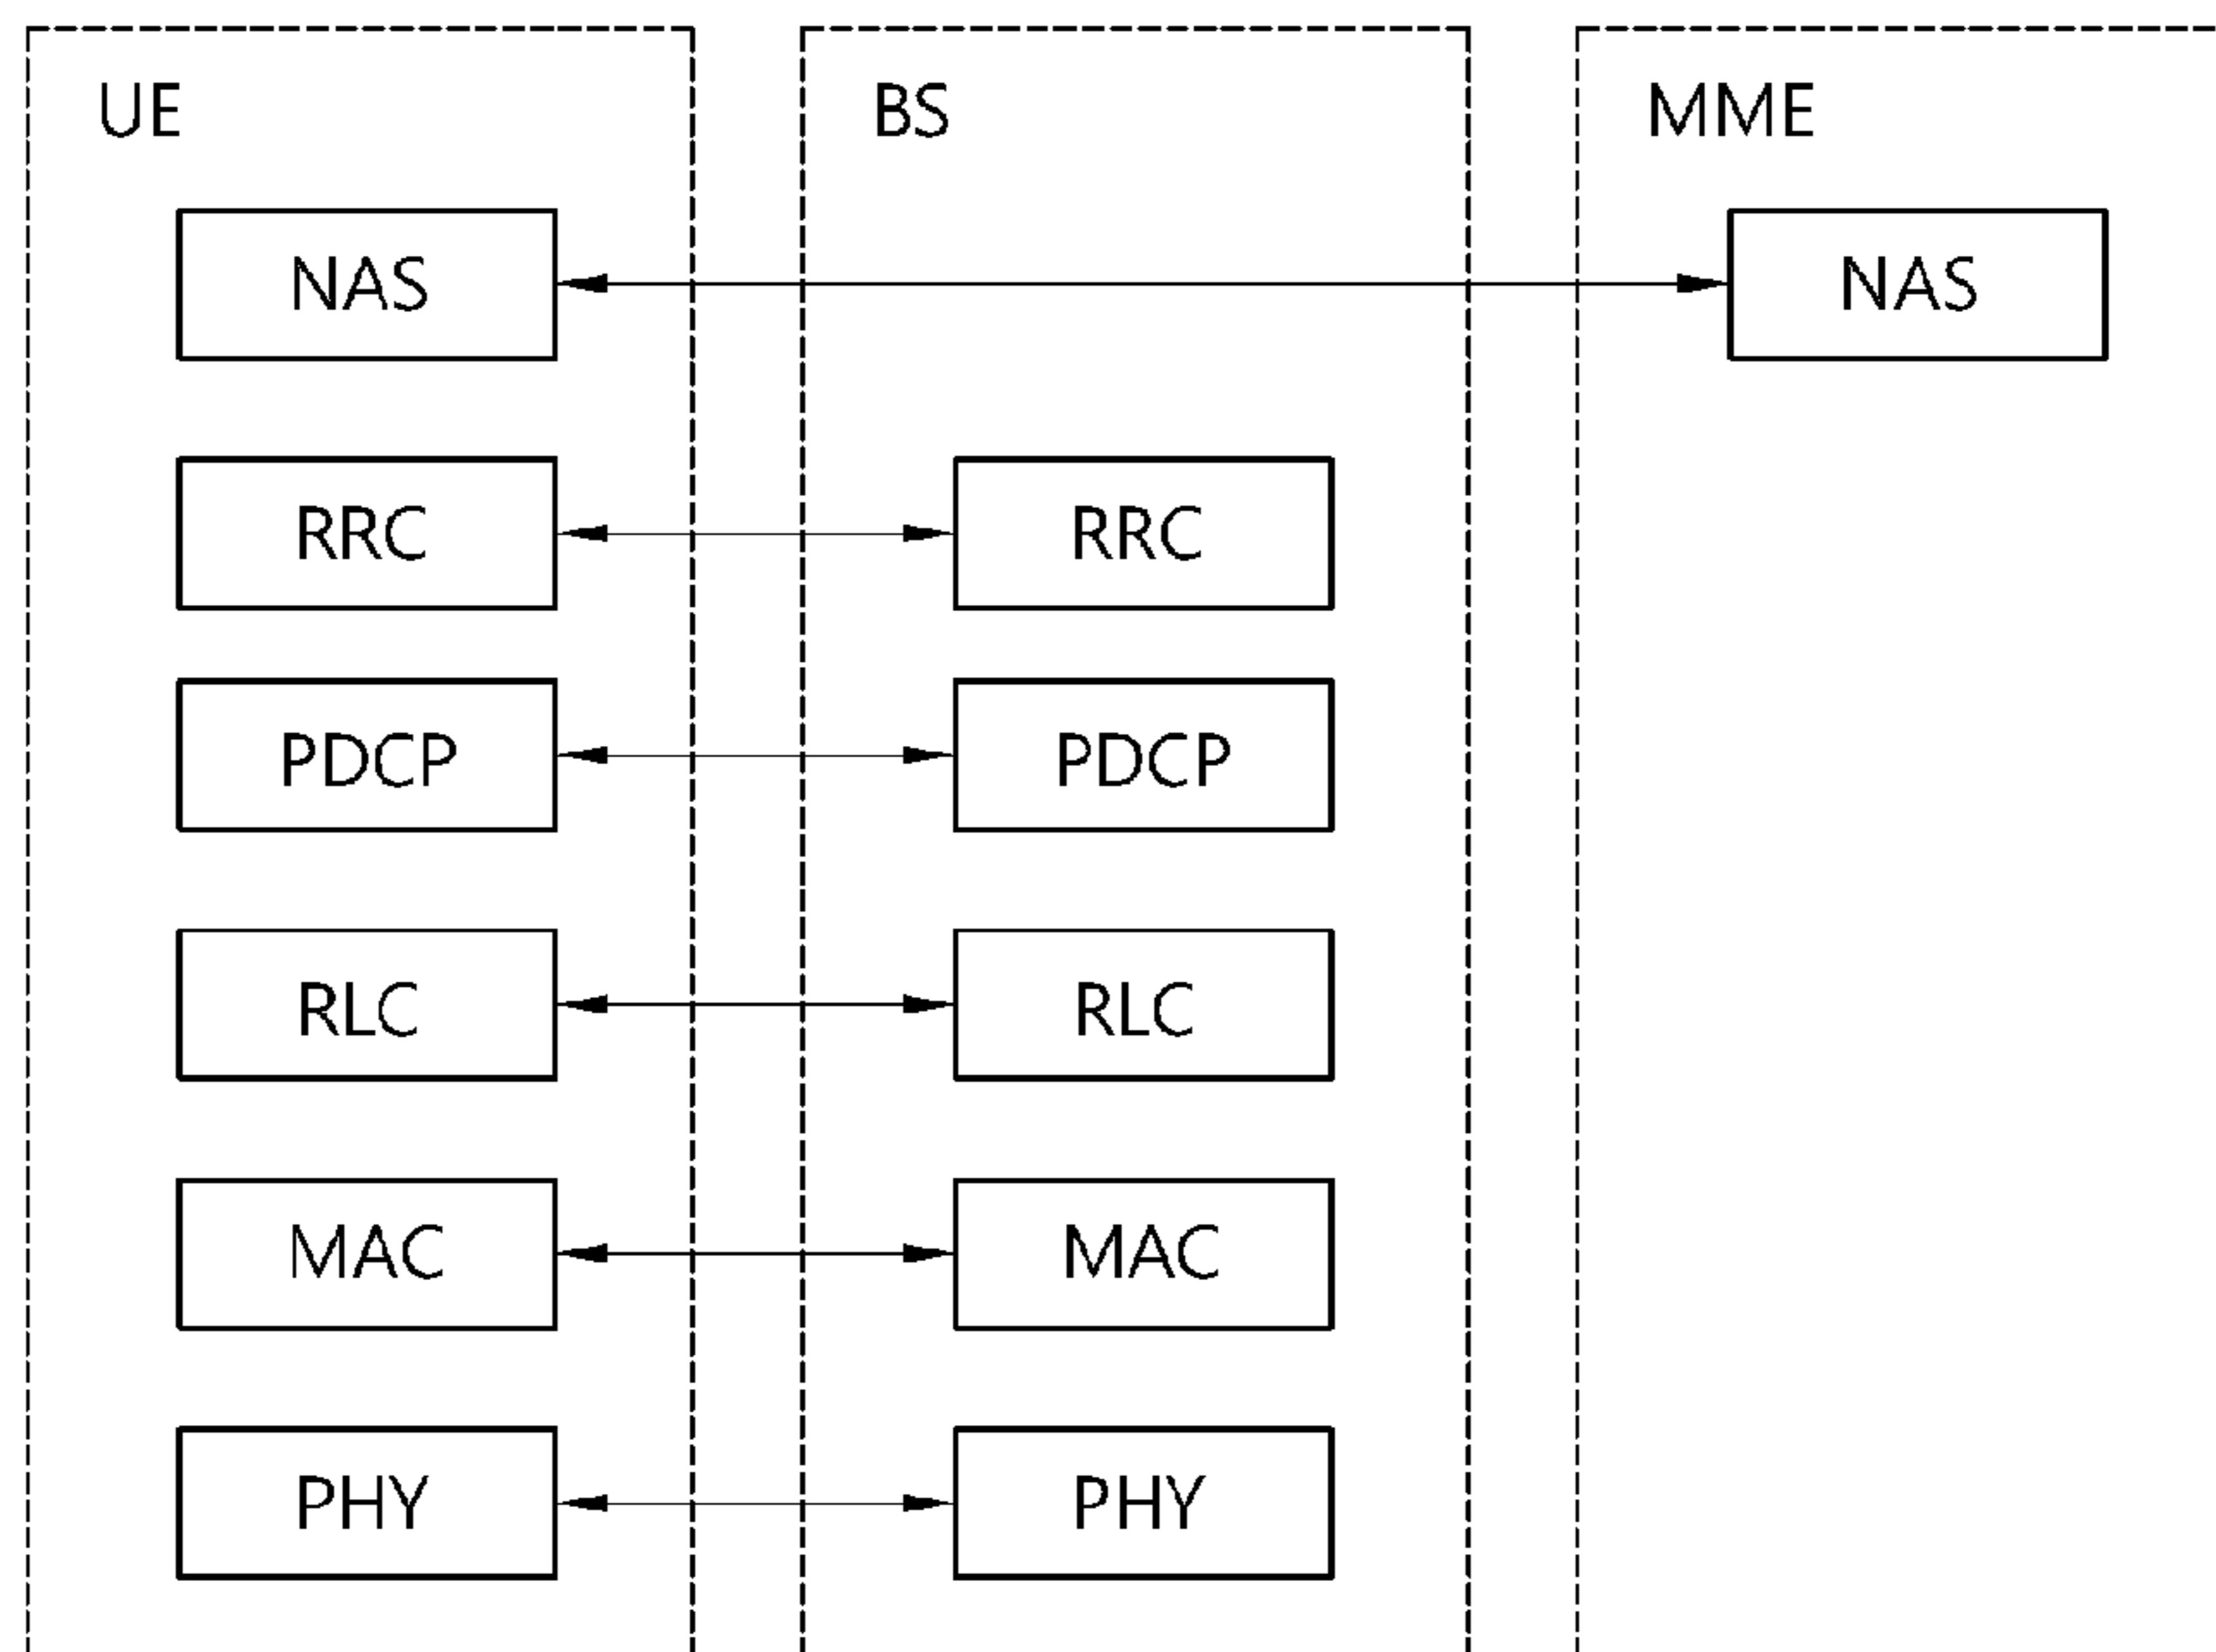 UE BS MME
NAS NAS
RRC RRC
PDCP PDCP
RLC RLC
MAC MAC
PHY PHY